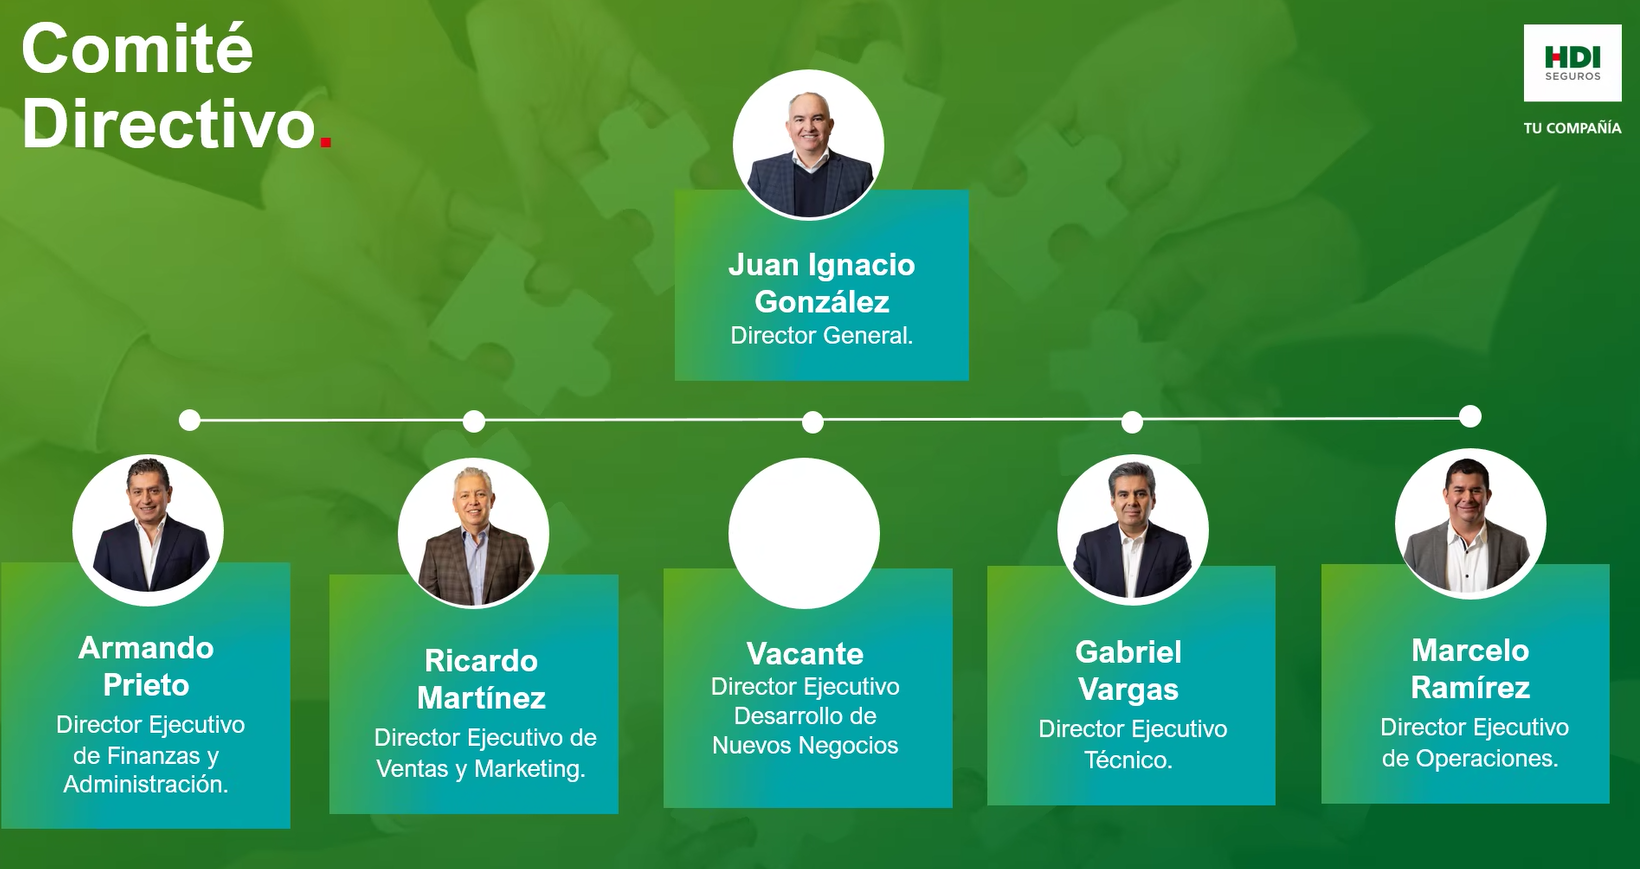 Comité
Directivo.
HDI
SEGUROS
TU COMPAÑÍA
Juan Ignacio
González
Director General.
Armando
Prieto
Director Ejecutivo
de Finanzas y
Administración.
Ricardo
Martínez
Director Ejecutivo de
Ventas y Marketing.
Vacante
Director Ejecutivo
Desarrollo de
Nuevos Negocios
Gabriel
Vargas
Director Ejecutivo
Técnico.
Marcelo
Ramírez
Director Ejecutivo
de Operaciones.